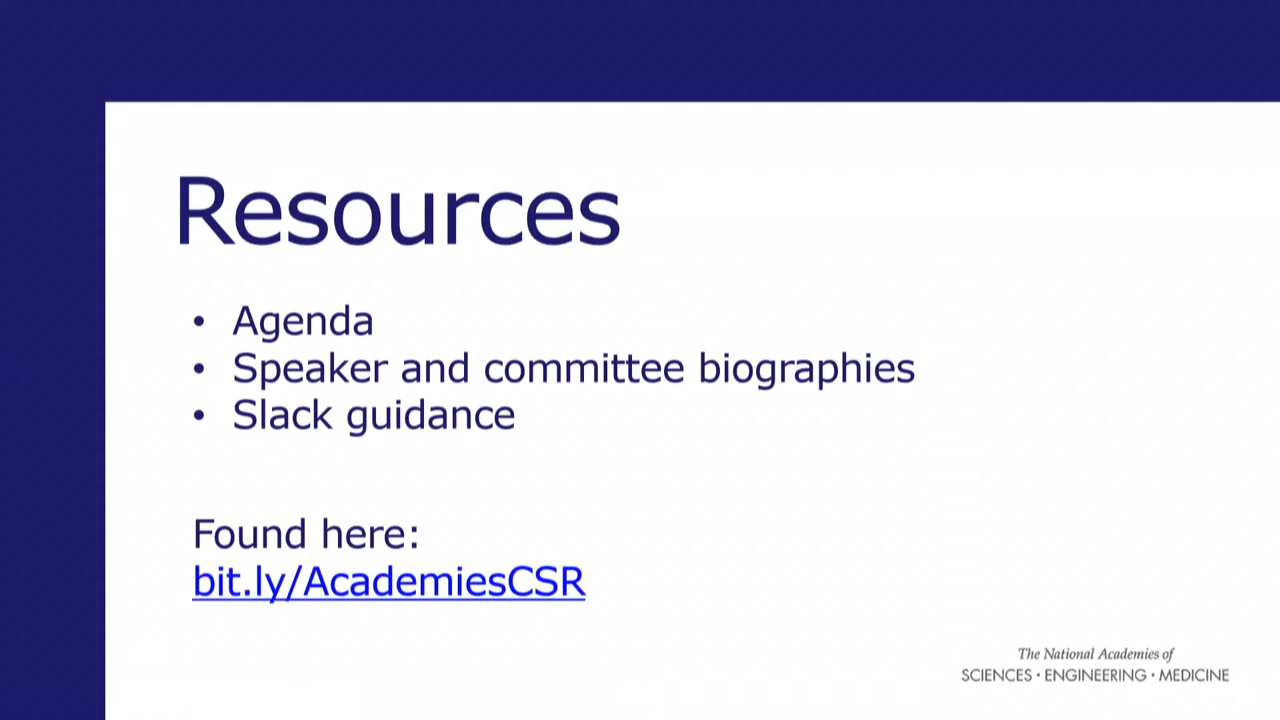 Resources
• Agenda
• Speaker and committee biographies
• Slack guidance
Found here:
bit.ly/AcademiesCSR
The National Academies of
SCIENCES · ENGINEERING · MEDICINE